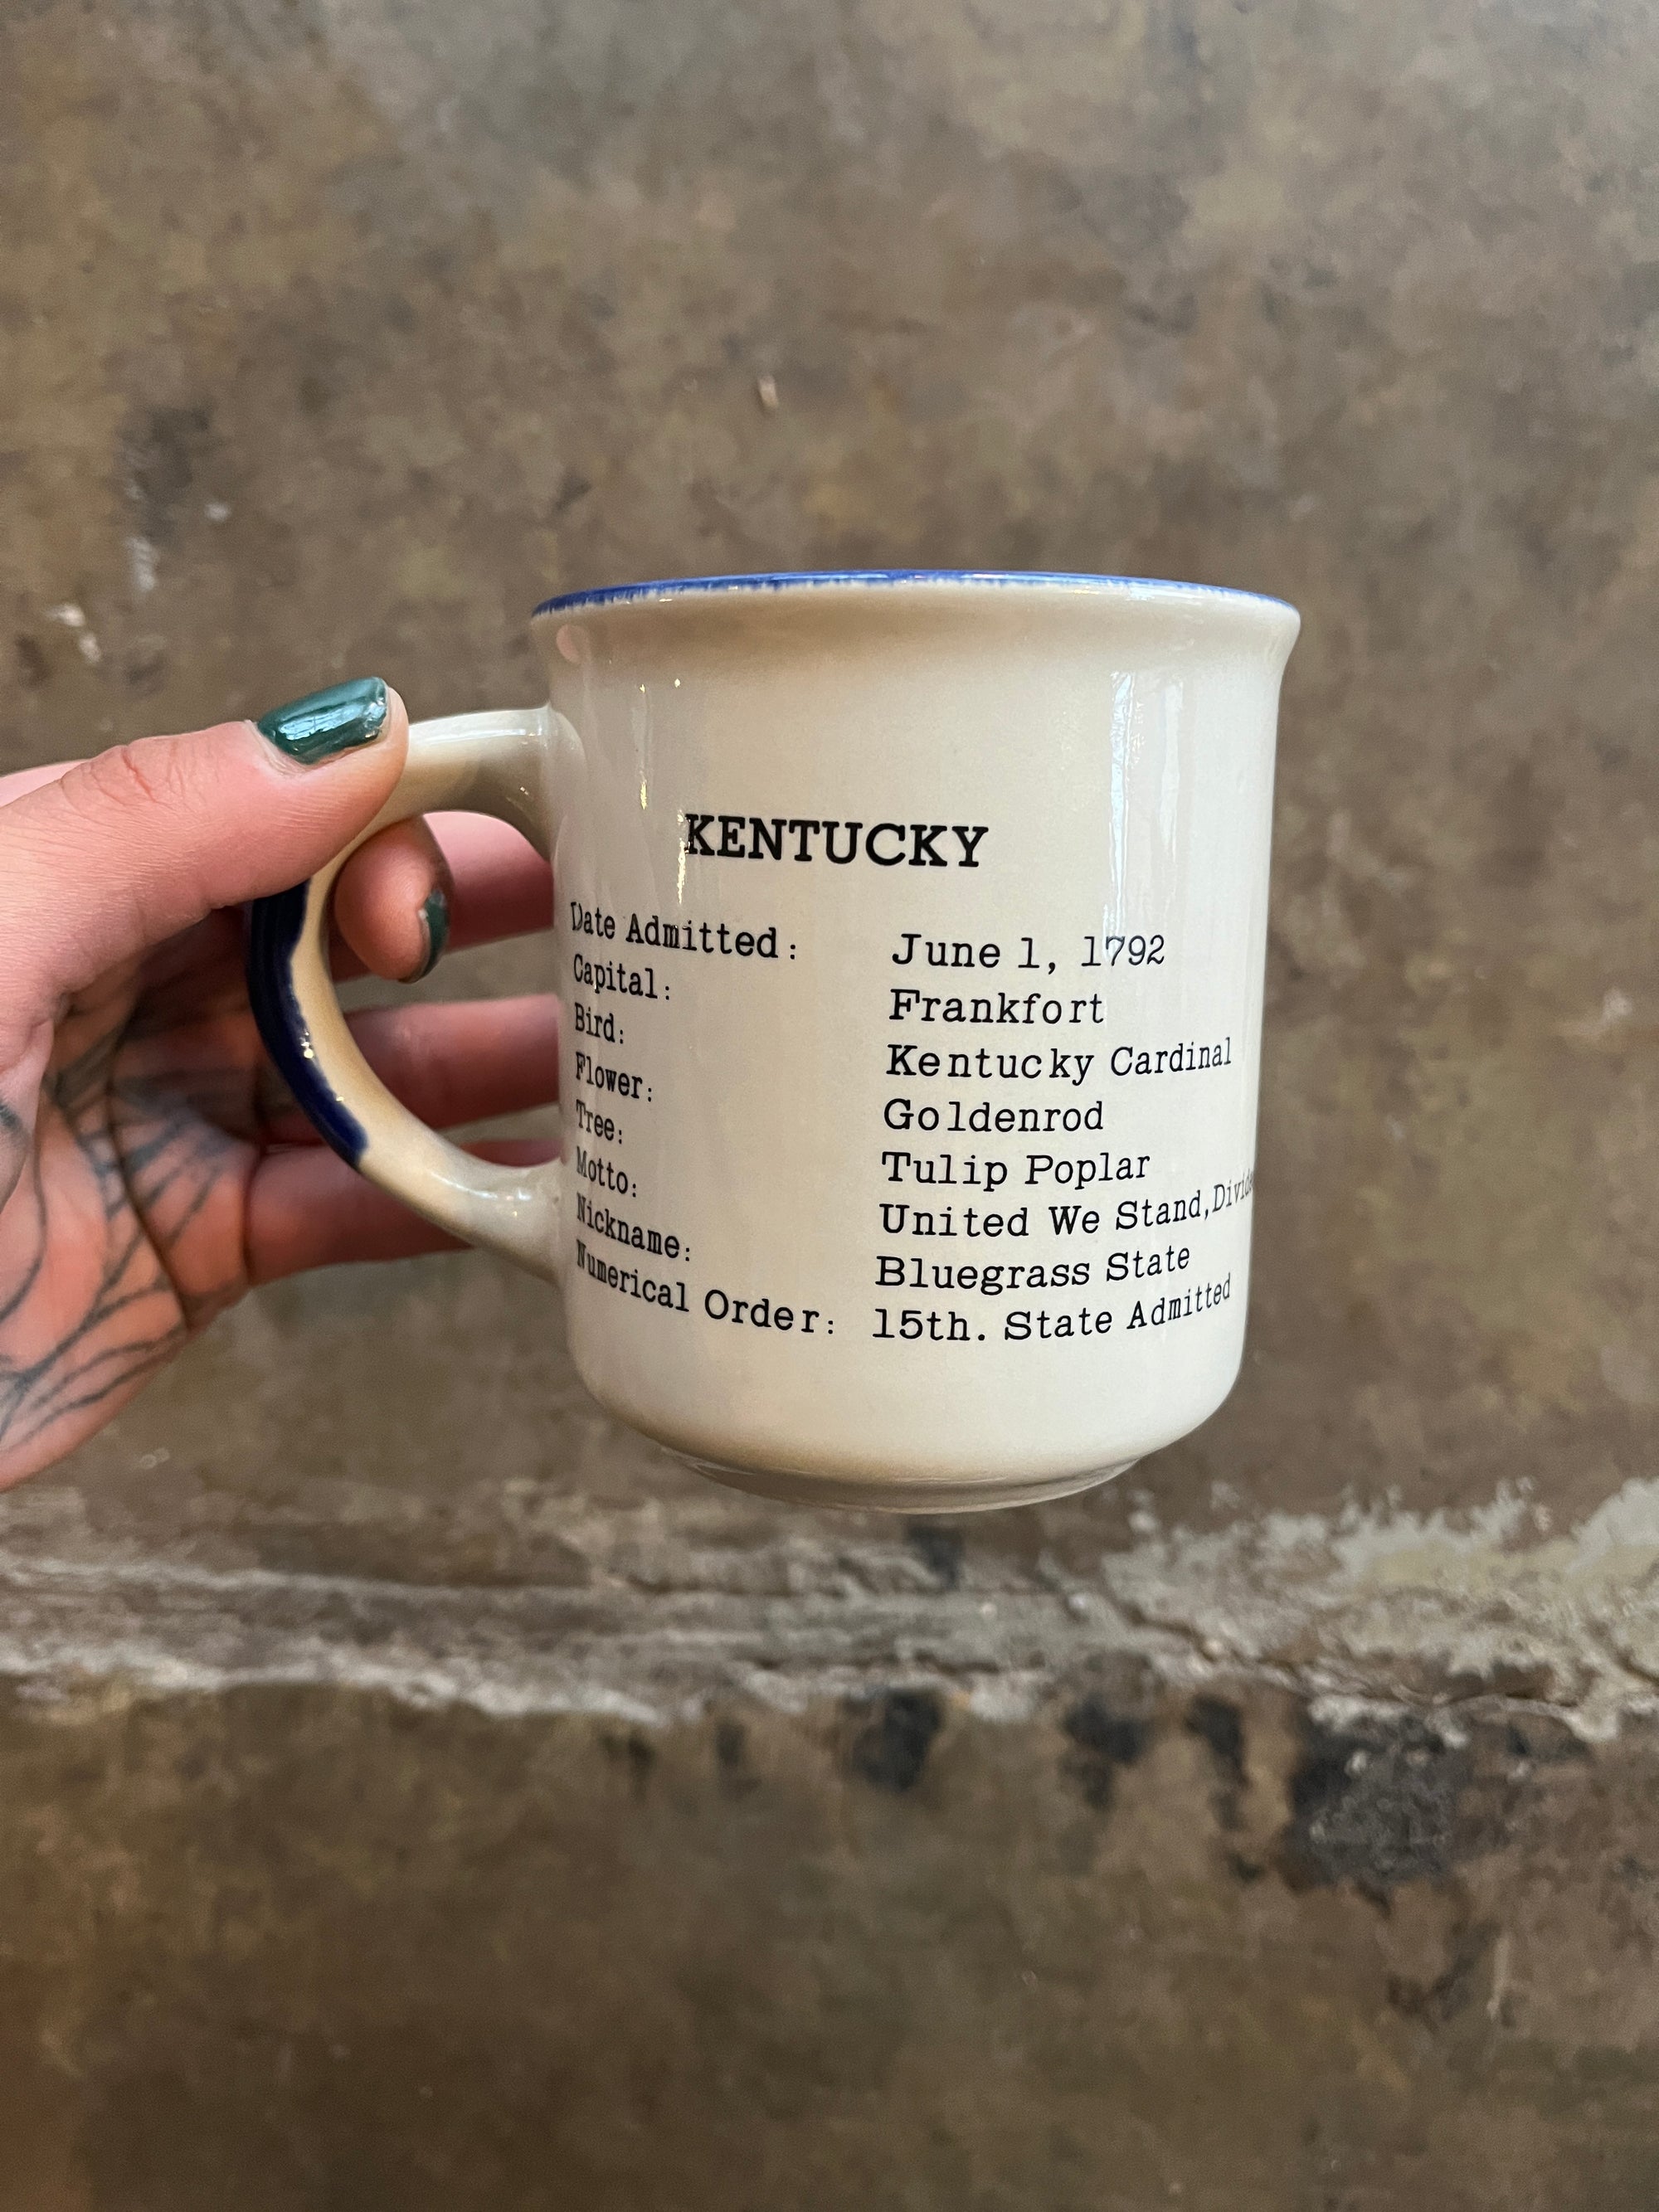 KENTUCKY
Date Admitted: June 1, 1792
Capital: Frankfort
Bird: Kentucky Cardinal
Flower: Goldenrod
Tree: Tulip Poplar
Motto: United We Stand,
Nickname: Bluegrass State
Numerical Order: 15th. State Admitted